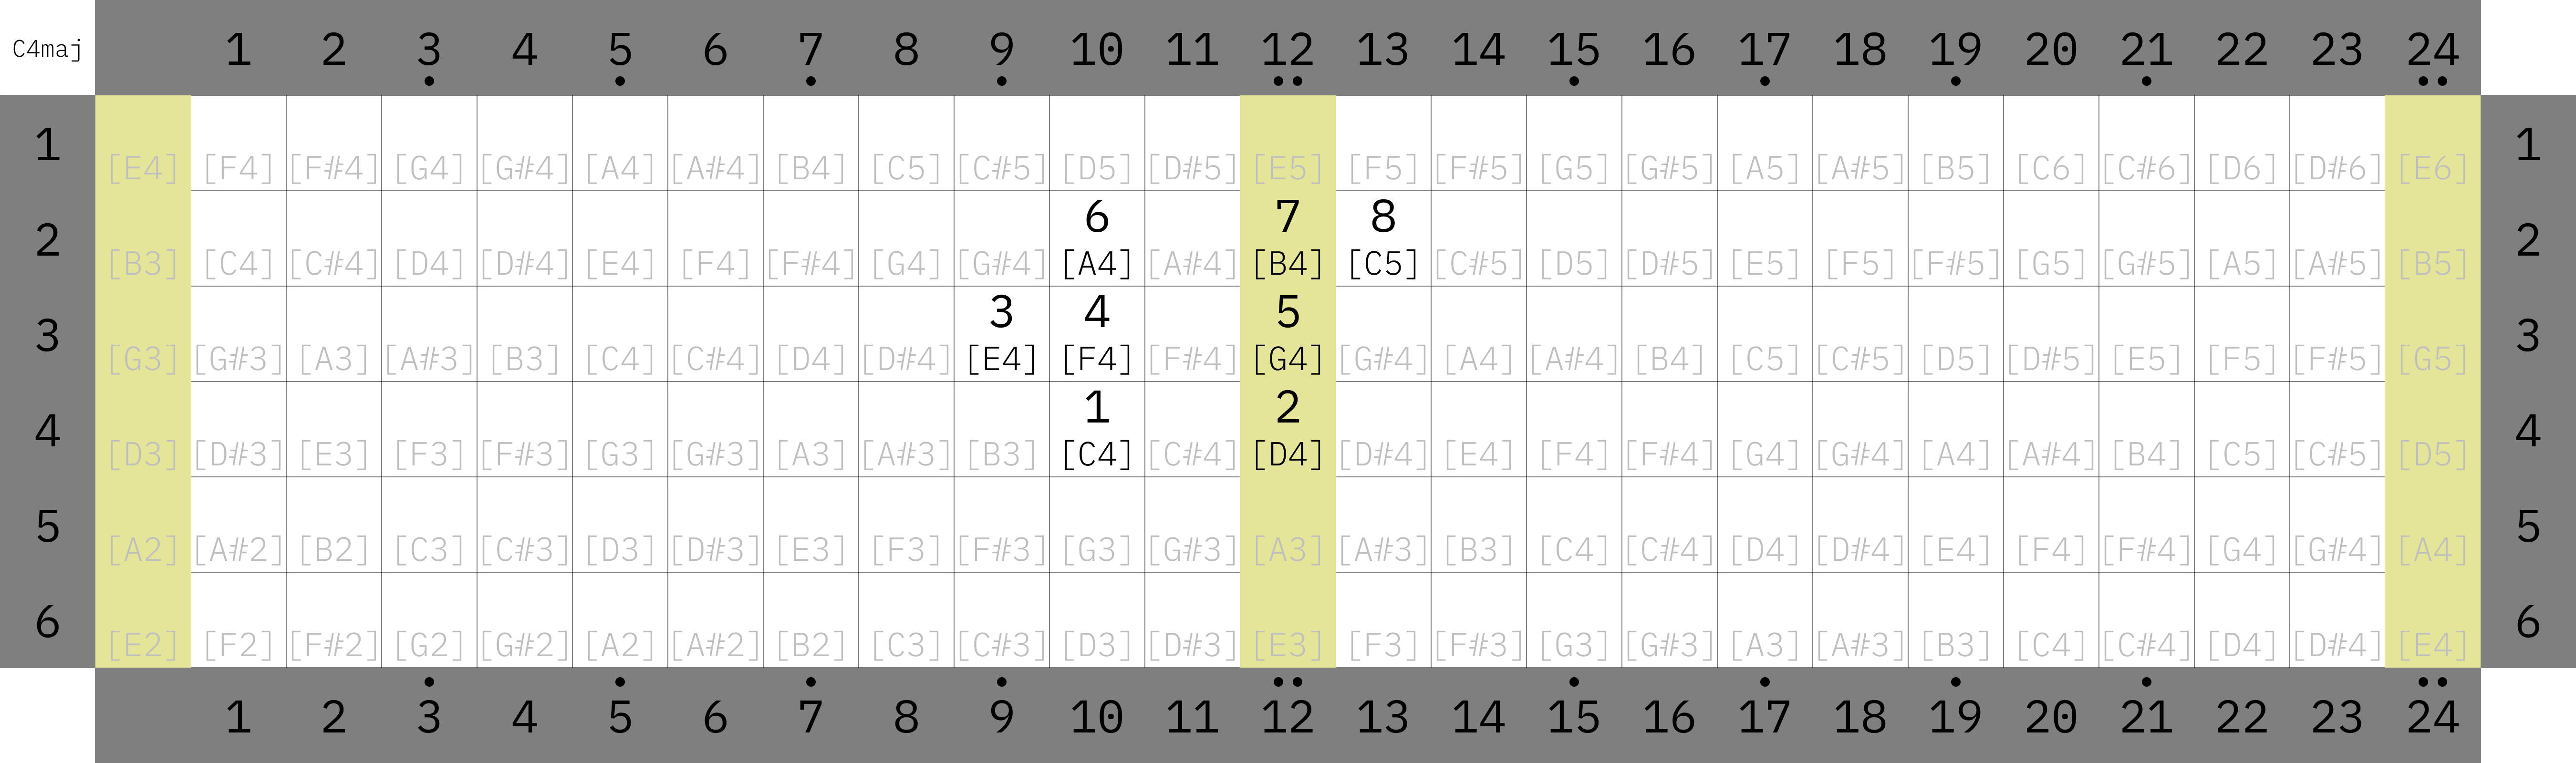 C4maj 1 2 3 4 5 6 7 8 9 10 11 12 13 14 15 16 17 18 19 20 21 22 23 24
1 [E4] [F4] [F#4] [G4] [G#4] [A4] [A#4] [B4] [C5] [C#5] [D5] [D#5] [E5] [F5] [F#5] [G5] [G#5] [A5] [A#5] [B5] [C6] [C#6] [D6] [D#6] [E6] 1
6 7 8
2 [B3] [C4] [C#4] [D4] [D#4] [E4] [F4] [F#4] [G4] [G#4] [A4] [A#4] [B4] [C5] [C#5] [D5] [D#5] [E5] [F5] [F#5] [G5] [G#5] [A5] [A#5] [B5] 2
3 4 5
3 [G3] [G#3] [A3] [A#3] [B3] [C4] [C#4] [D4] [D#4] [E4] [F4] [F#4] [G4] [G#4] [A4] [A#4] [B4] [C5] [C#5] [D5] [D#5] [E5] [F5] [F#5] [G5] 3
1 2
4 [D3] [D#3] [E3] [F3] [F#3] [G3] [G#3] [A3] [A#3] [B3] [C4] [C#4] [D4] [D#4] [E4] [F4] [F#4] [G4] [G#4] [A4] [A#4] [B4] [C5] [C#5] [D5] 4
5 [A2] [A#2] [B2] [C3] [C#3] [D3] [D#3] [E3] [F3] [F#3] [G3] [G#3] [A3] [A#3] [B3] [C4] [C#4] [D4] [D#4] [E4] [F4] [F#4] [G4] [G#4] [A4] 5
6 [E2] [F2] [F#2] [G2] [G#2] [A2] [A#2] [B2] [C3] [C#3] [D3] [D#3] [E3] [F3] [F#3] [G3] [G#3] [A3] [A#3] [B3] [C4] [C#4] [D4] [D#4] [E4] 6
1 2 3 4 5 6 7 8 9 10 11 12 13 14 15 16 17 18 19 20 21 22 23 24